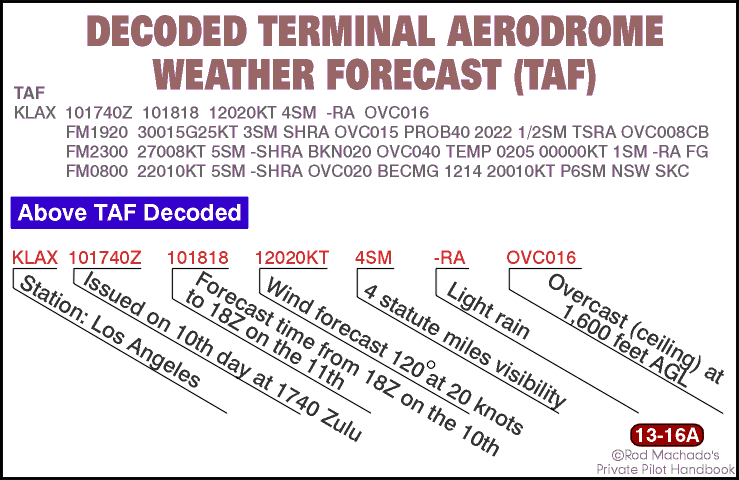 DECODED TERMINAL AERODROME
WEATHER FORECAST (TAF)
TAF
KLAX 101740Z 101818 12020KT 4SM -RA OVC016
FM1920 30015G25KT 3SM SHRA OVC015 PROB40 2022 1/2SM TSRA OVC008CB
FM2300 27008KT 5SM -SHRA BKN020 OVC040 TEMP 0205 00000KT 1SM -RA FG
FM0800 22010KT 5SM -SHRA OVC020 BECMG 1214 20010KT P6SM NSW SKC
Above TAF Decoded
KLAX 101740Z 101818 12020KT 4SM -RA OVC016
Station: Los Angeles
Issued on 10th day at 1740 Zulu
Forecast time from 18Z on the 10th
to 18Z on the 11th
Wind forecast 120° at 20 knots
4 statute miles visibility
Light rain
Overcast (ceiling) at
1,600 feet AGL
13-16A
©Rod Machado's
Private Pilot Handbook